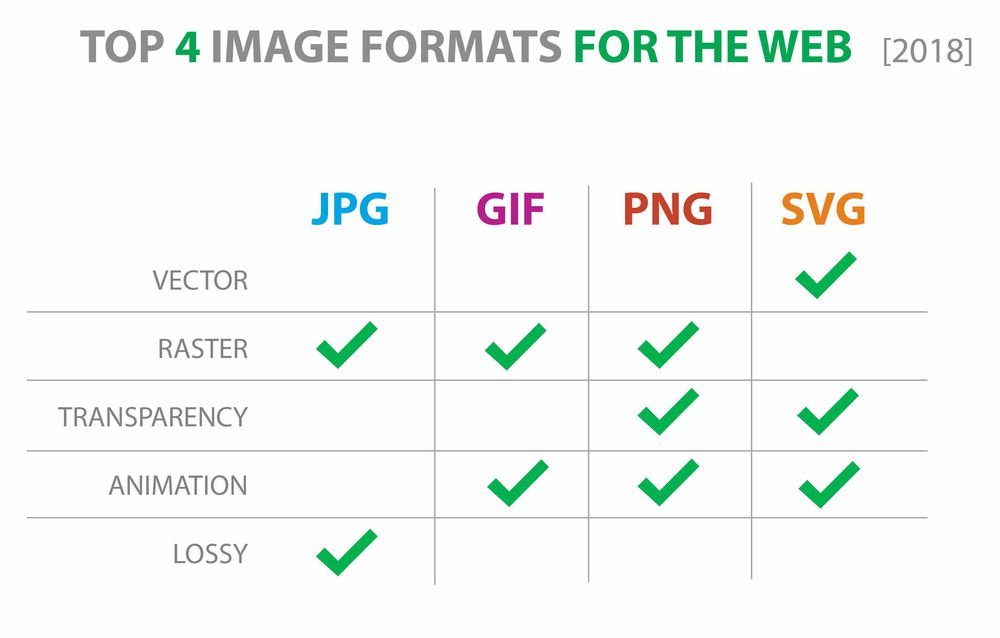 TOP 4 IMAGE FORMATS FOR THE WEB [2018]
JPG GIF PNG SVG
VECTOR
RASTER
TRANSPARENCY
ANIMATION
LOSSY